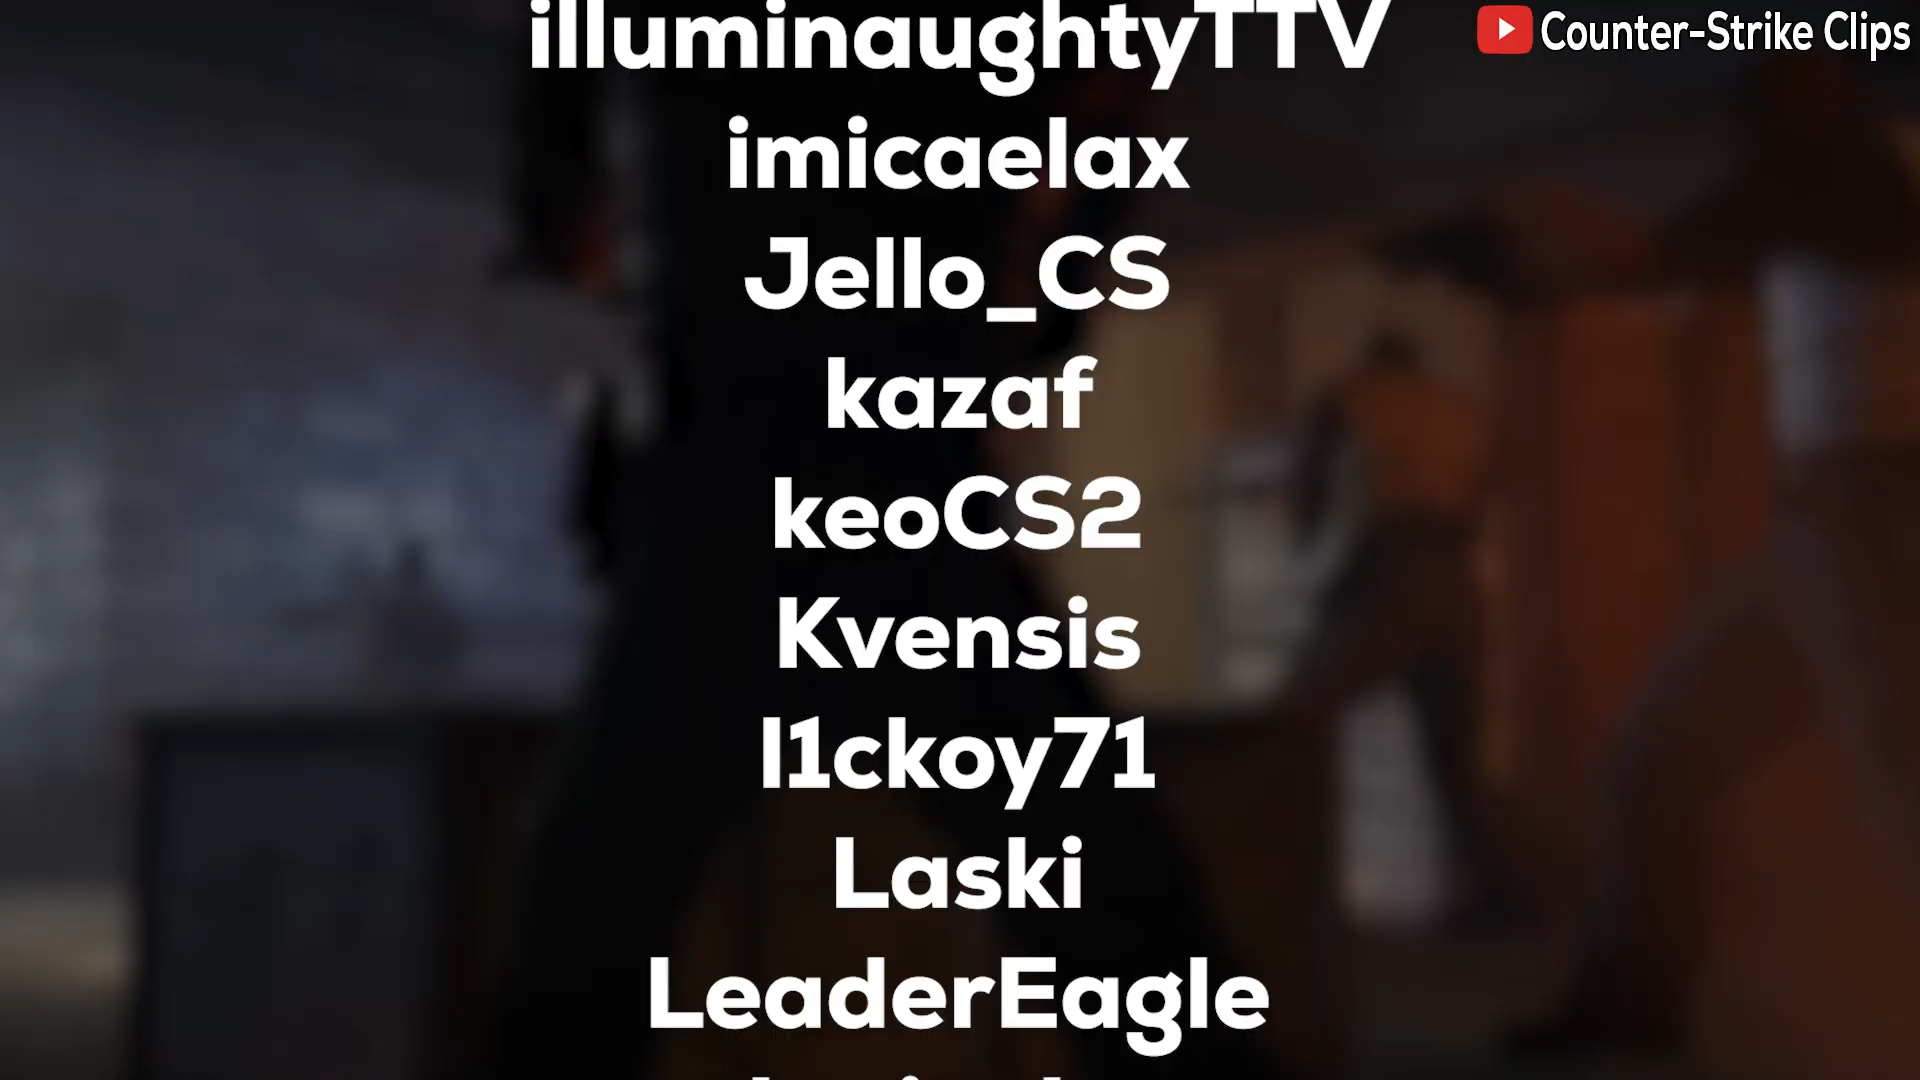 illuminaughtyTTV
Counter-Strike Clips
imicaelax
Jello_CS
kazaf
keoCS2
Kvensis
l1ckoy71
Laski
LeaderEagle